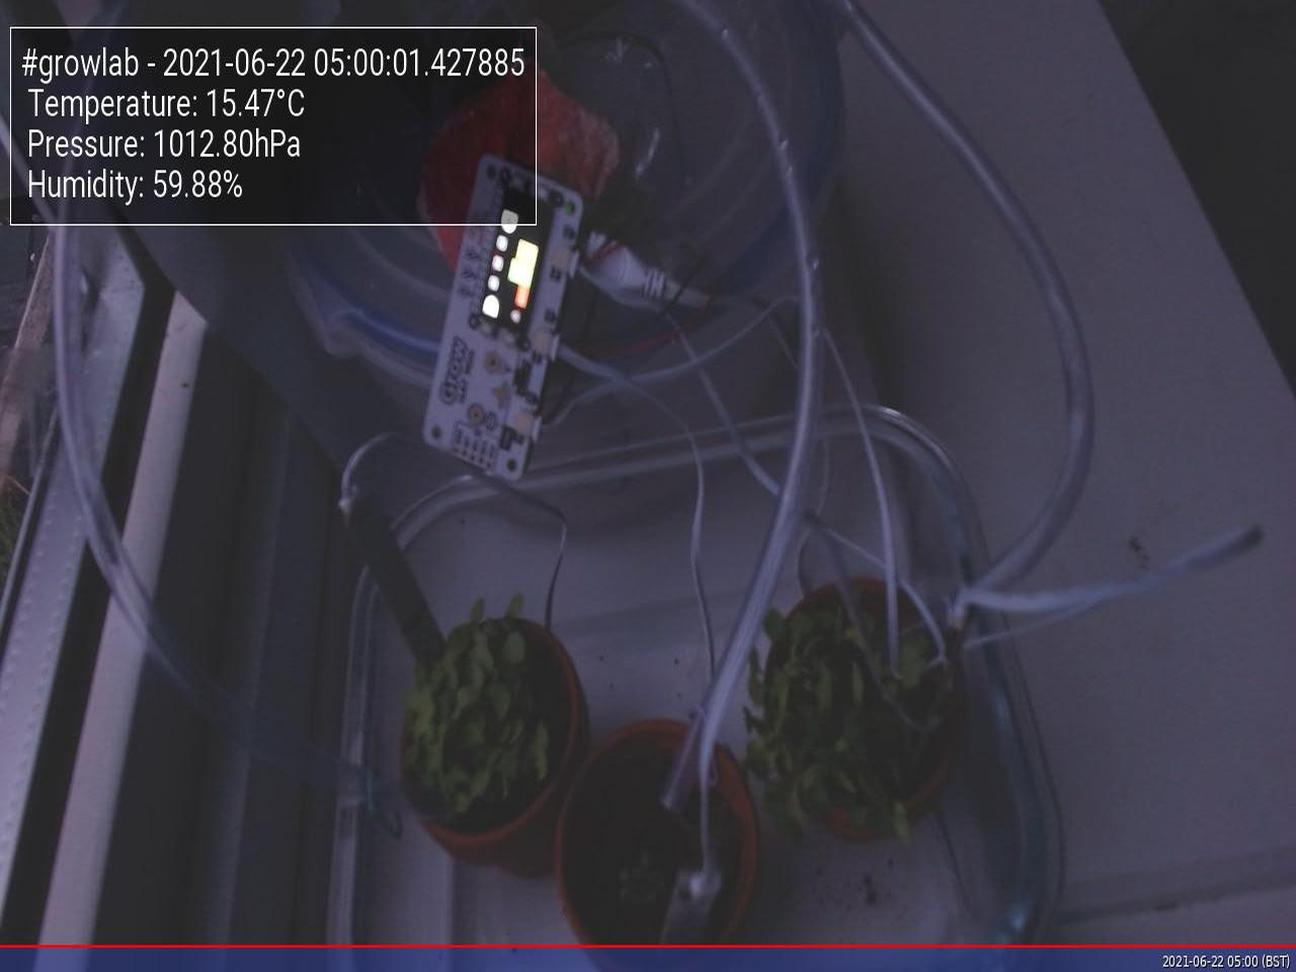 #growlab - 2021-06-22 05:00:01.427885
Temperature: 15.47°C
Pressure: 1012.80hPa
Humidity: 59.88%
Grow
2021-06-22 05:00 (BST)